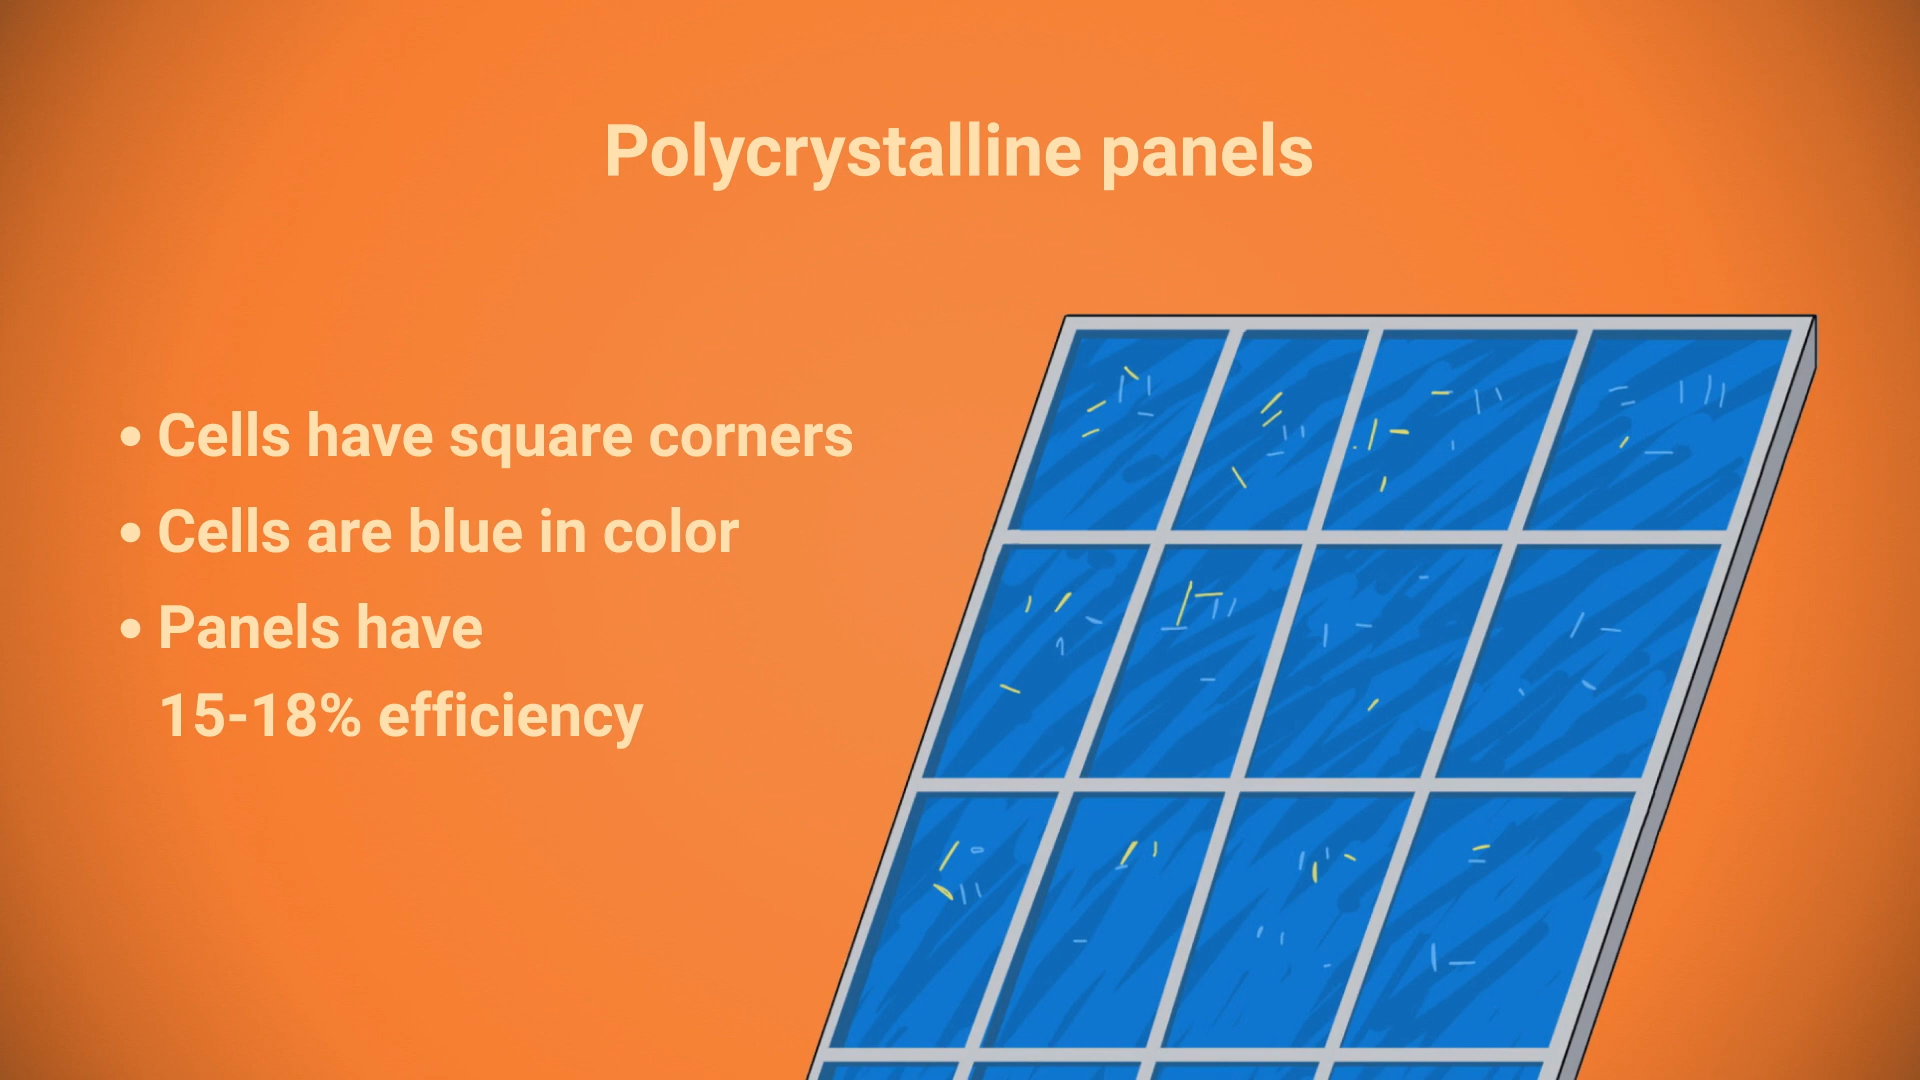 Polycrystalline panels
• Cells have square corners
• Cells are blue in color
• Panels have
15-18% efficiency